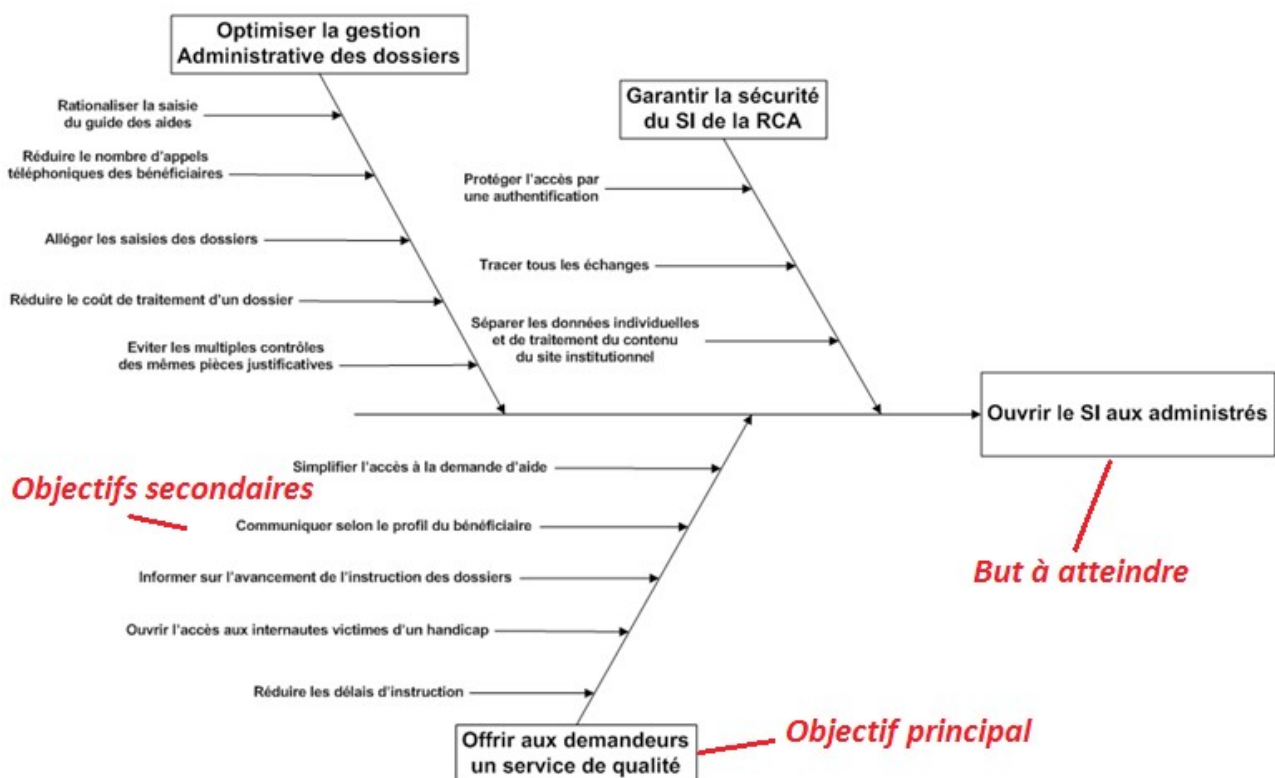 Optimiser la gestion
Administrative des dossiers
Rationaliser la saisie
du guide des aides
Réduire le nombre d'appels
téléphoniques des bénéficiaires
Alléger les saisies des dossiers
Réduire le coût de traitement d'un dossier
Eviter les multiples contrôles
des mêmes pièces justificatives
Garantir la sécurité
du SI de la RCA
Protéger l'accès par
une authentification
Tracer tous les échanges
Séparer les données individuelles
et de traitement du contenu
du site institutionnel
Ouvrir le SI aux administrés
But à atteindre
Simplifier l'accès à la demande d'aide
Objectifs secondaires
Communiquer selon le profil du bénéficiaire
Informer sur l'avancement de l'instruction des dossiers
Ouvrir l'accès aux internautes victimes d'un handicap
Réduire les délais d'instruction
Offrir aux demandeurs
un service de qualité
Objectif principal